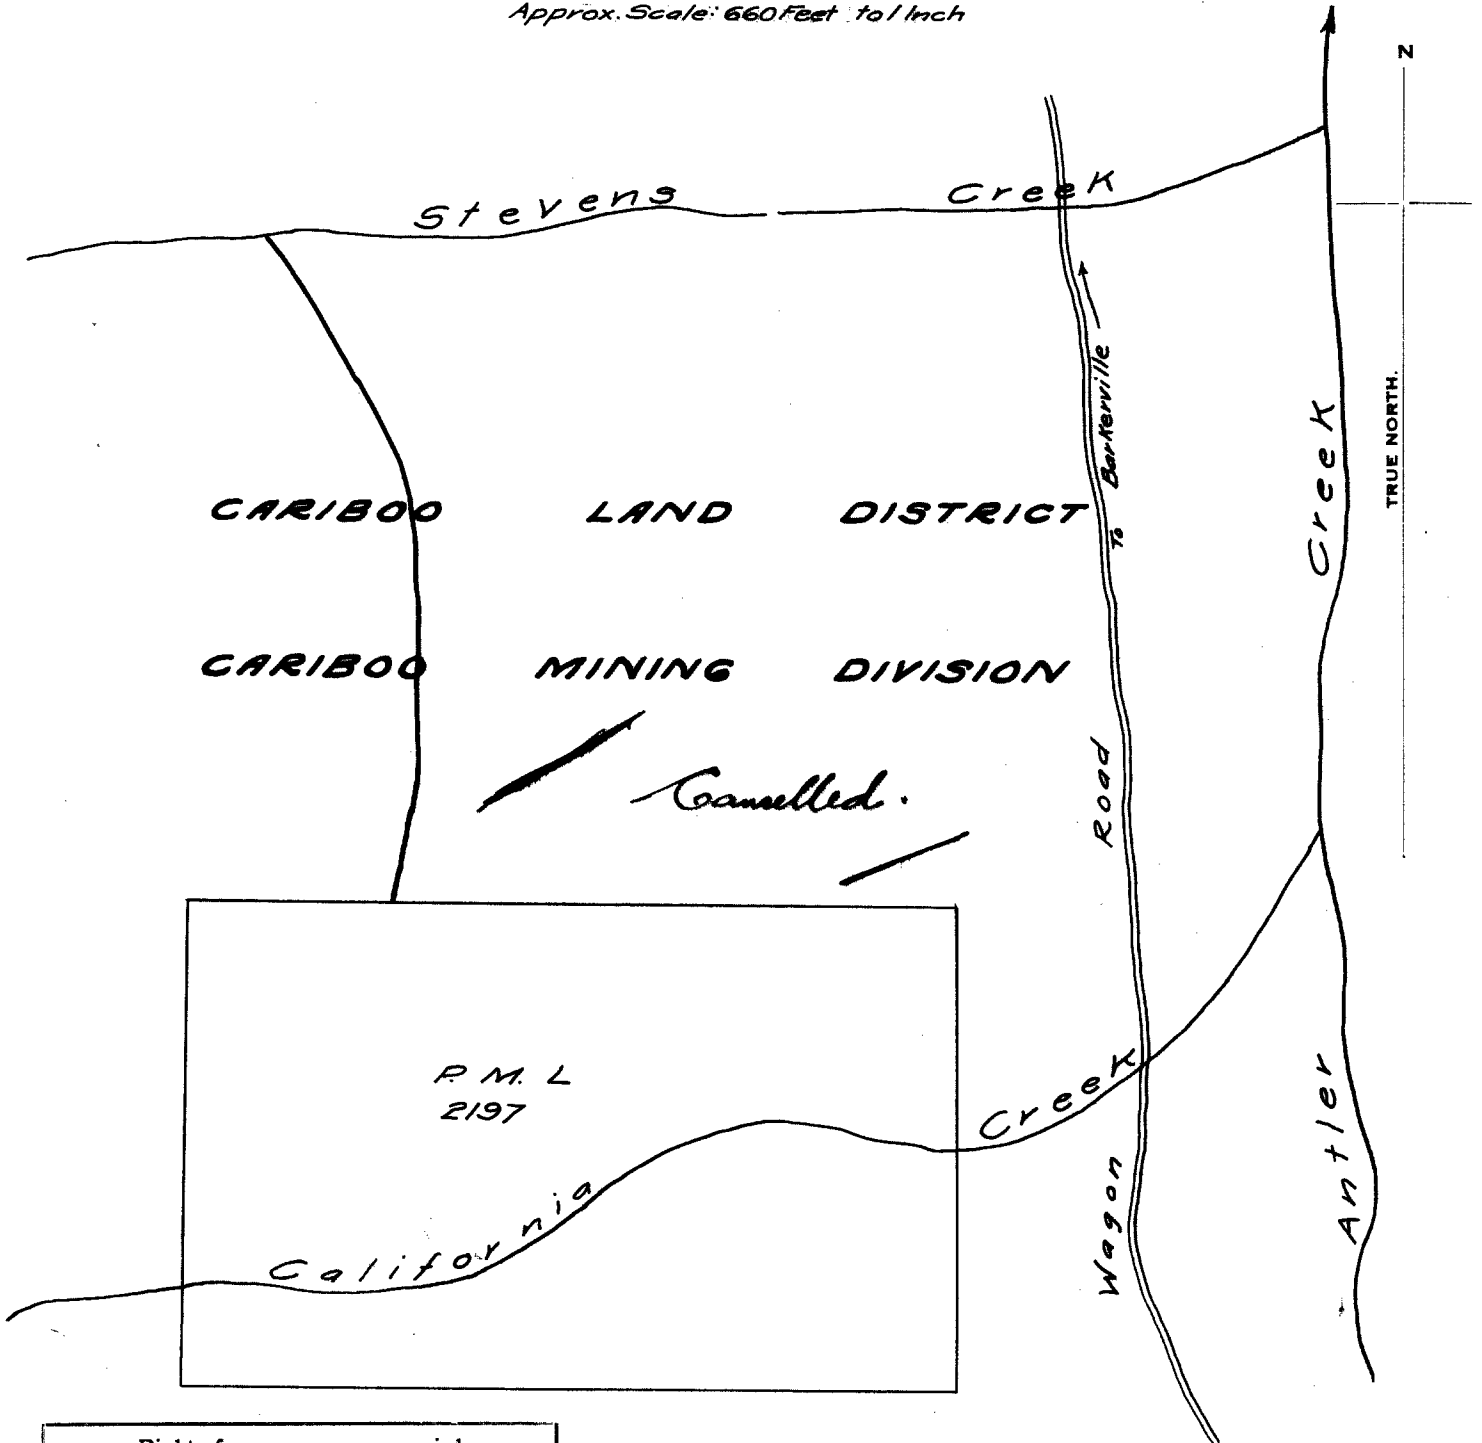 Approx. Scale: 660 Feet to 1 Inch
N
TRUE NORTH.
Stevens Creek
To Barkerville
CARIBOO LAND DISTRICT
CARIBOO MINING DIVISION
Cancelled.
Wagon Road
Antler Creek
P. M. L
2197
California Creek